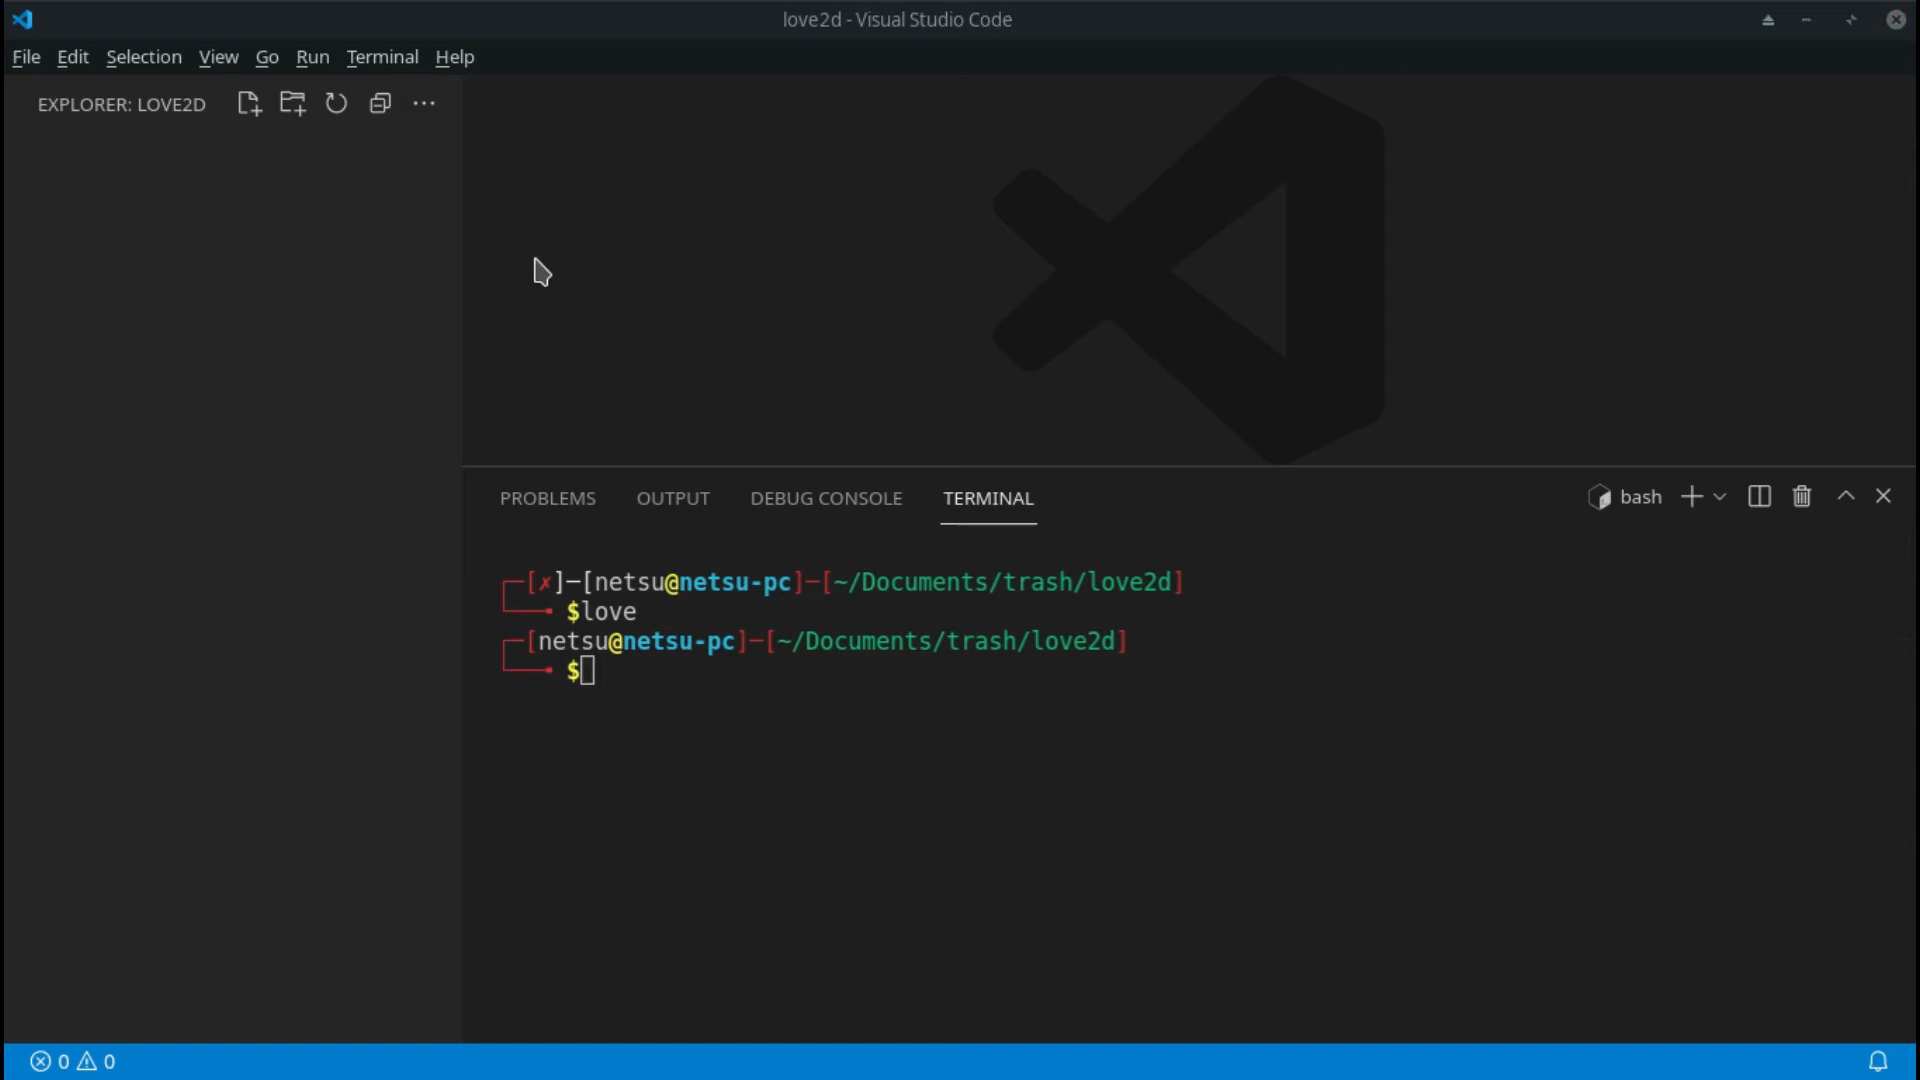 love2d - Visual Studio Code
File Edit Selection View Go Run Terminal Help
EXPLORER: LOVE2D
PROBLEMS OUTPUT DEBUG CONSOLE TERMINAL
bash
┌─[✗]─[netsu@netsu-pc]─[~/Documents/trash/love2d]
└──╼ $love
┌─[netsu@netsu-pc]─[~/Documents/trash/love2d]
└──╼ $
0 0